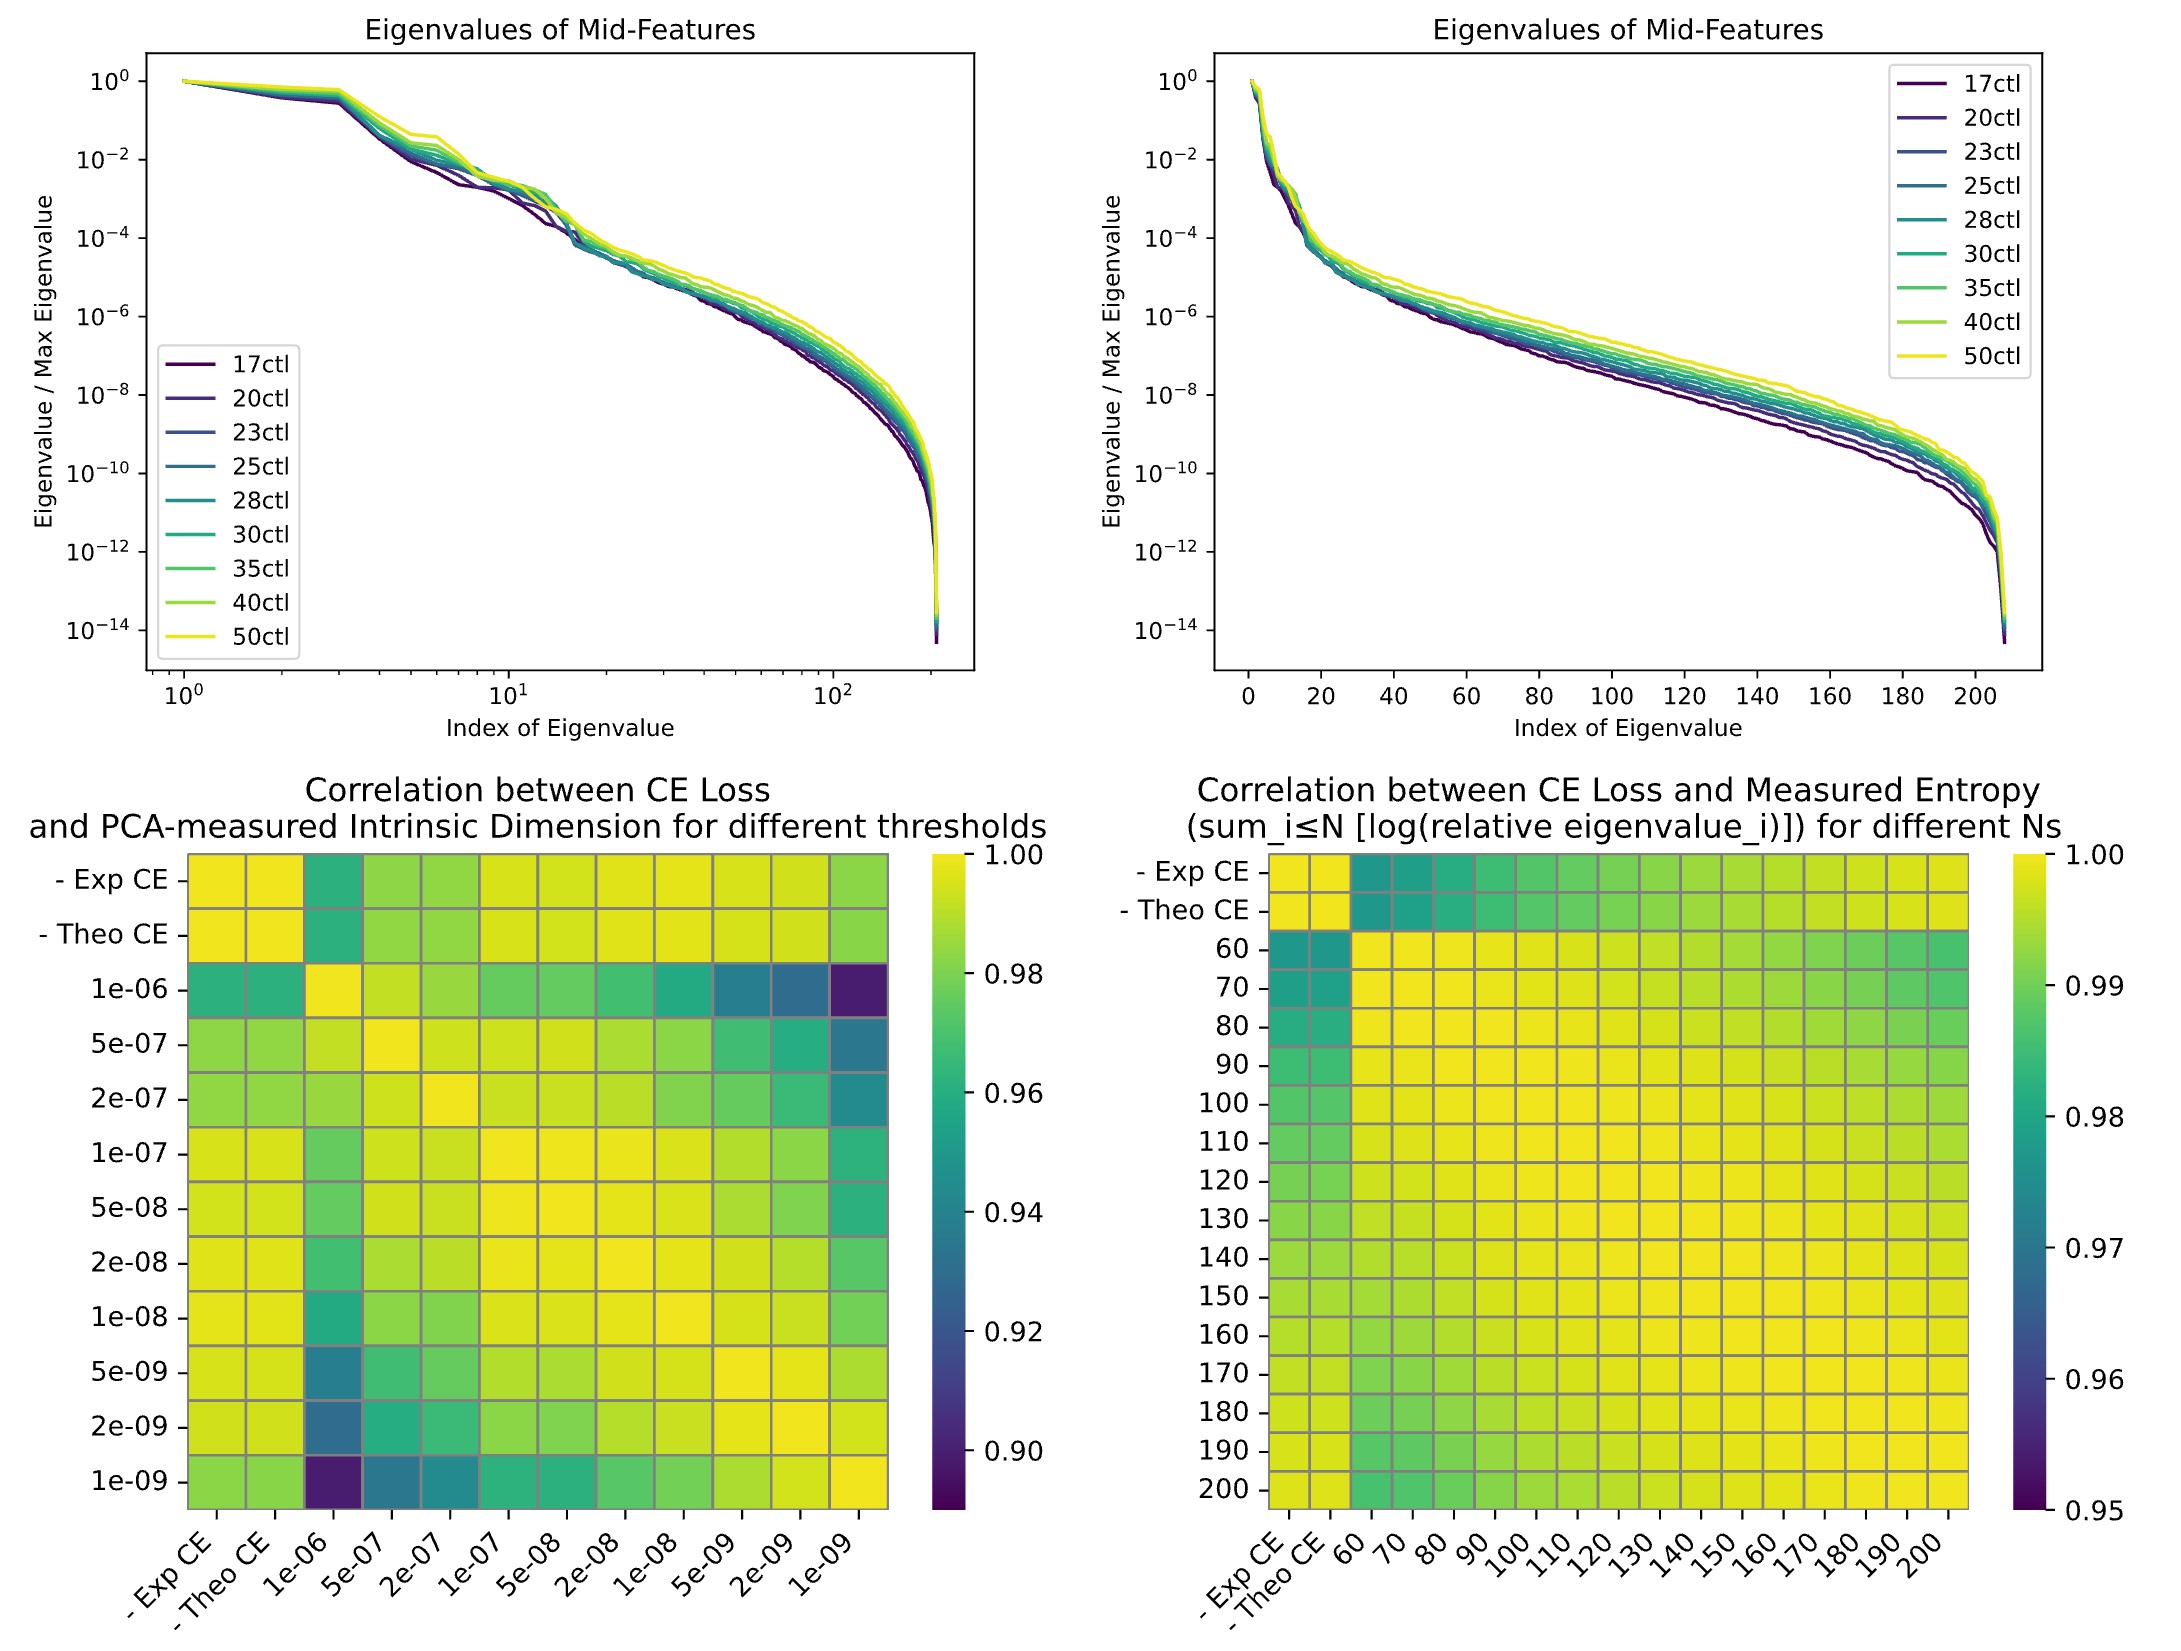 Eigenvalues of Mid-Features
Eigenvalue / Max Eigenvalue
10⁰
10⁻²
10⁻⁴
10⁻⁶
10⁻⁸
10⁻¹⁰
10⁻¹²
10⁻¹⁴
17ctl
20ctl
23ctl
25ctl
28ctl
30ctl
35ctl
40ctl
50ctl
10⁰ 10¹ 10²
Index of Eigenvalue
Eigenvalues of Mid-Features
Eigenvalue / Max Eigenvalue
10⁰
10⁻²
10⁻⁴
10⁻⁶
10⁻⁸
10⁻¹⁰
10⁻¹²
10⁻¹⁴
17ctl
20ctl
23ctl
25ctl
28ctl
30ctl
35ctl
40ctl
50ctl
0 20 40 60 80 100 120 140 160 180 200
Index of Eigenvalue
Correlation between CE Loss
and PCA-measured Intrinsic Dimension for different thresholds
- Exp CE
- Theo CE
1e-06
5e-07
2e-07
1e-07
5e-08
2e-08
1e-08
5e-09
2e-09
1e-09
- Exp CE - Theo CE 1e-06 5e-07 2e-07 1e-07 5e-08 2e-08 1e-08 5e-09 2e-09 1e-09
1.00
0.98
0.96
0.94
0.92
0.90
Correlation between CE Loss and Measured Entropy
(sum_i≤N [log(relative eigenvalue_i)]) for different Ns
- Exp CE
- Theo CE
60
70
80
90
100
110
120
130
140
150
160
170
180
190
200
- Exp CE - Theo CE 60 70 80 90 100 110 120 130 140 150 160 170 180 190 200
1.00
0.99
0.98
0.97
0.96
0.95